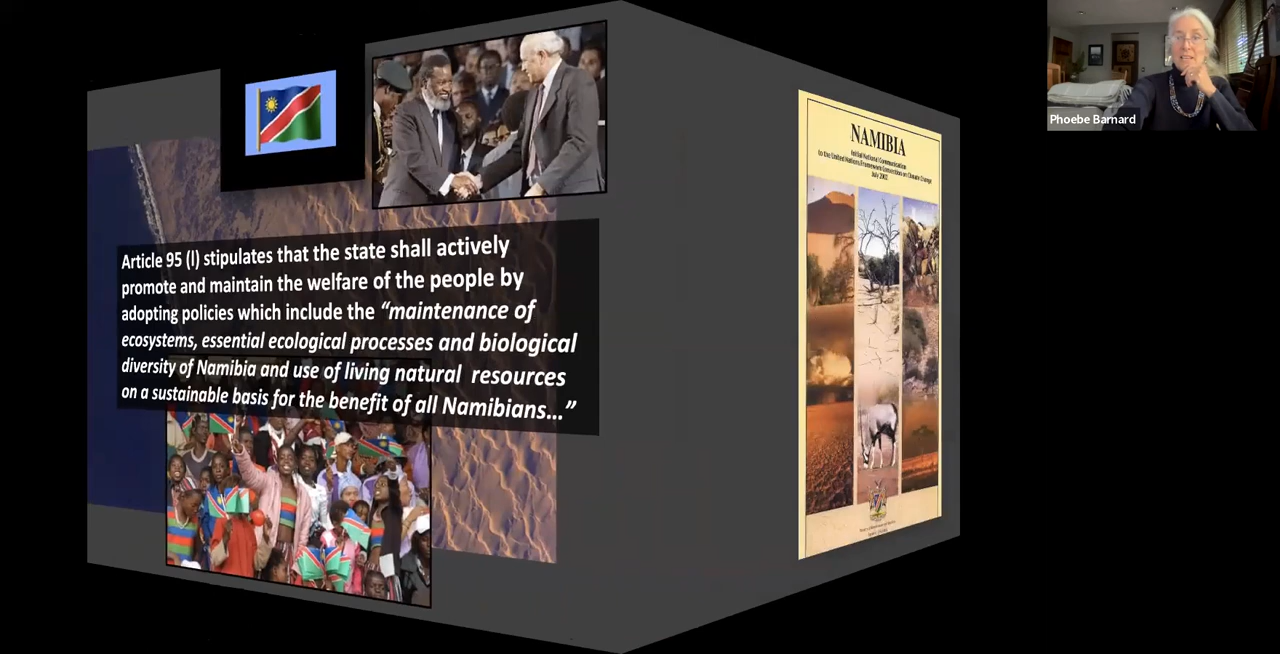 Phoebe Barnard
Article 95 (l) stipulates that the state shall actively
promote and maintain the welfare of the people by
adopting policies which include the “maintenance of
ecosystems, essential ecological processes and biological
diversity of Namibia and use of living natural resources
on a sustainable basis for the benefit of all Namibians...”
NAMIBIA
Initial National Communication
to the United Nations Framework Convention on Climate Change
July 2002